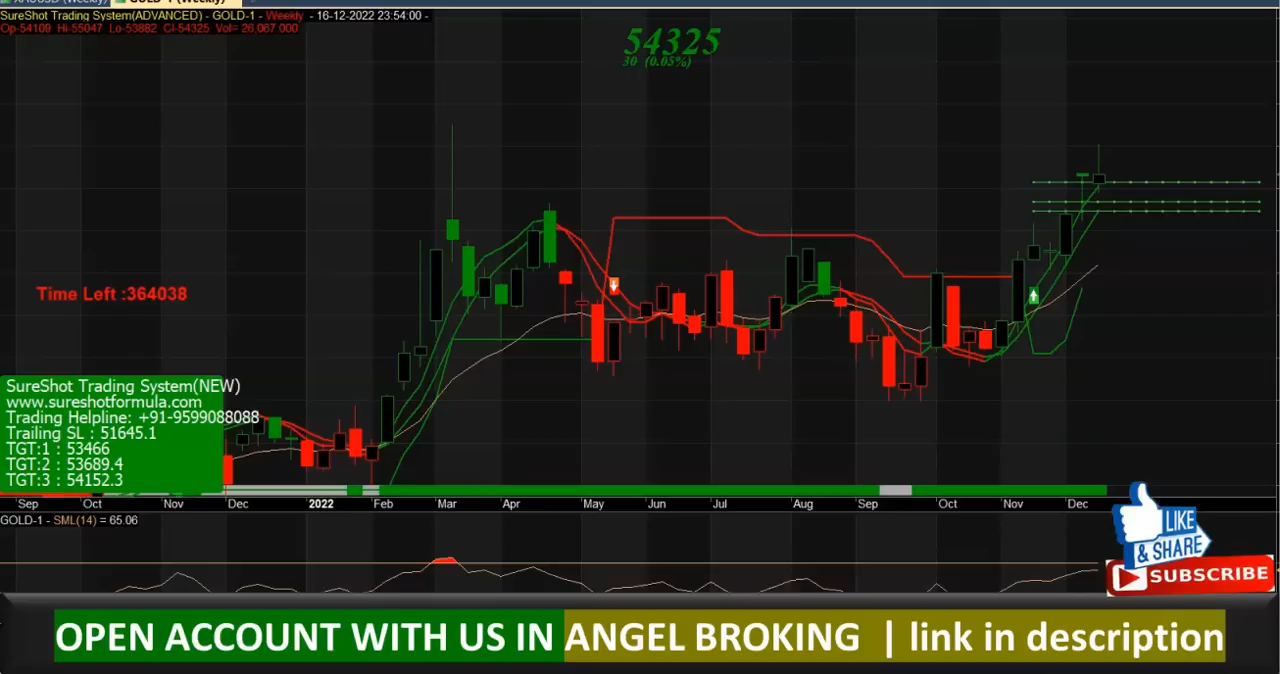 SureShot Trading System(ADVANCED) - GOLD-1 - Weekly - 16-12-2022 23:54:00 -
Op-54109 Hi-55047 Lo-53882 Cl-54325 Vol= 26,067.000
54325
30 (0.05%)
Time Left :364038
SureShot Trading System(NEW)
www.sureshotformula.com
Trading Helpline: +91-9599088088
Trailing SL : 51645.1
TGT:1 : 53466
TGT:2 : 53689.4
TGT:3 : 54152.3
Sep Oct Nov Dec 2022 Feb Mar Apr May Jun Jul Aug Sep Oct Nov Dec
GOLD-1 - SML(14) = 65.06
LIKE
& SHARE
SUBSCRIBE
OPEN ACCOUNT WITH US IN ANGEL BROKING | link in description